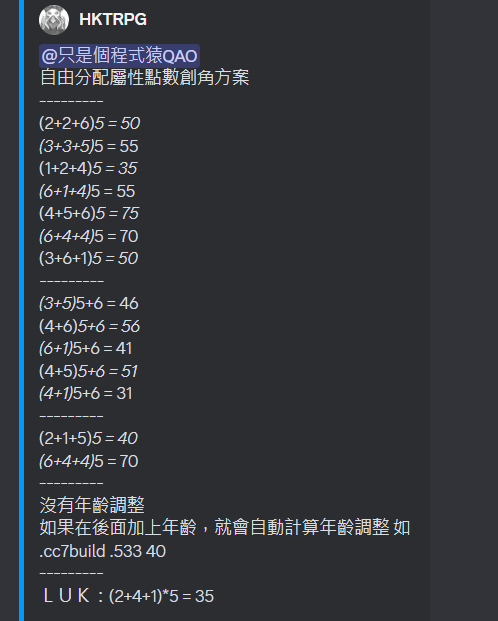 HKTRPG
@只是個程式猿QAO
自由分配屬性點數創角方案
---------
(2+2+6)5 = 50
(3+3+5)5 = 55
(1+2+4)5 = 35
(6+1+4)5 = 55
(4+5+6)5 = 75
(6+4+4)5 = 70
(3+6+1)5 = 50
---------
(3+5)5+6 = 46
(4+6)5+6 = 56
(6+1)5+6 = 41
(4+5)5+6 = 51
(4+1)5+6 = 31
---------
(2+1+5)5 = 40
(6+4+4)5 = 70
---------
沒有年齡調整
如果在後面加上年齡，就會自動計算年齡調整 如
.cc7build .533 40
---------
ＬＵＫ：(2+4+1)*5 = 35